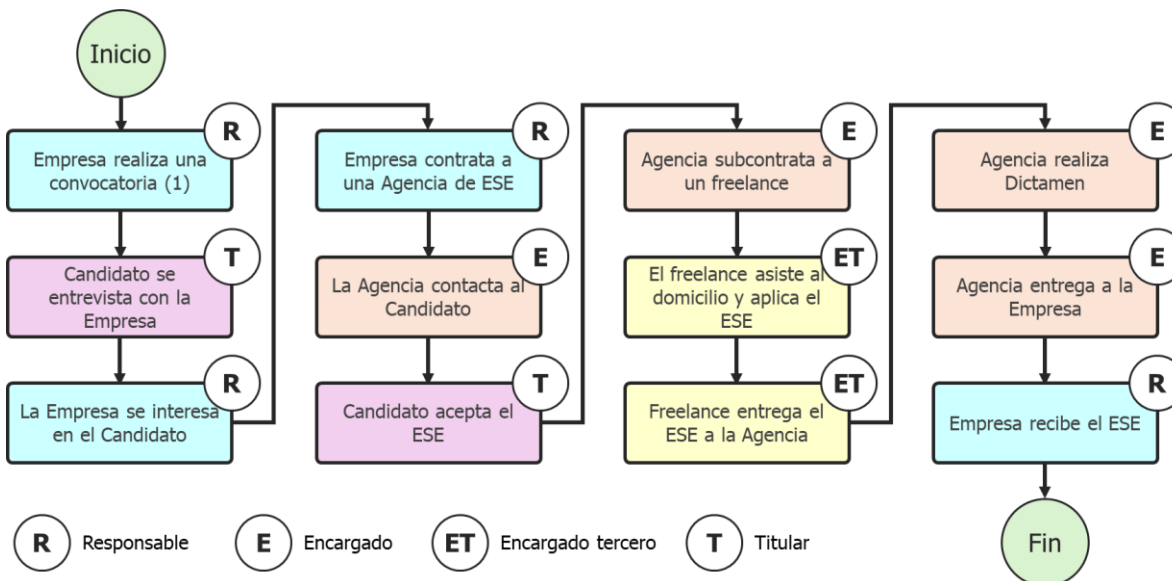 Inicio
R
Empresa realiza una
convocatoria (1)
T
Candidato se
entrevista con la
Empresa
R
La Empresa se interesa
en el Candidato
R
Empresa contrata a
una Agencia de ESE
E
La Agencia contacta al
Candidato
T
Candidato acepta el
ESE
E
Agencia subcontrata a
un freelance
ET
El freelance asiste al
domicilio y aplica el
ESE
ET
Freelance entrega el
ESE a la Agencia
E
Agencia realiza
Dictamen
E
Agencia entrega a la
Empresa
R
Empresa recibe el ESE
Fin
R Responsable
E Encargado
ET Encargado tercero
T Titular